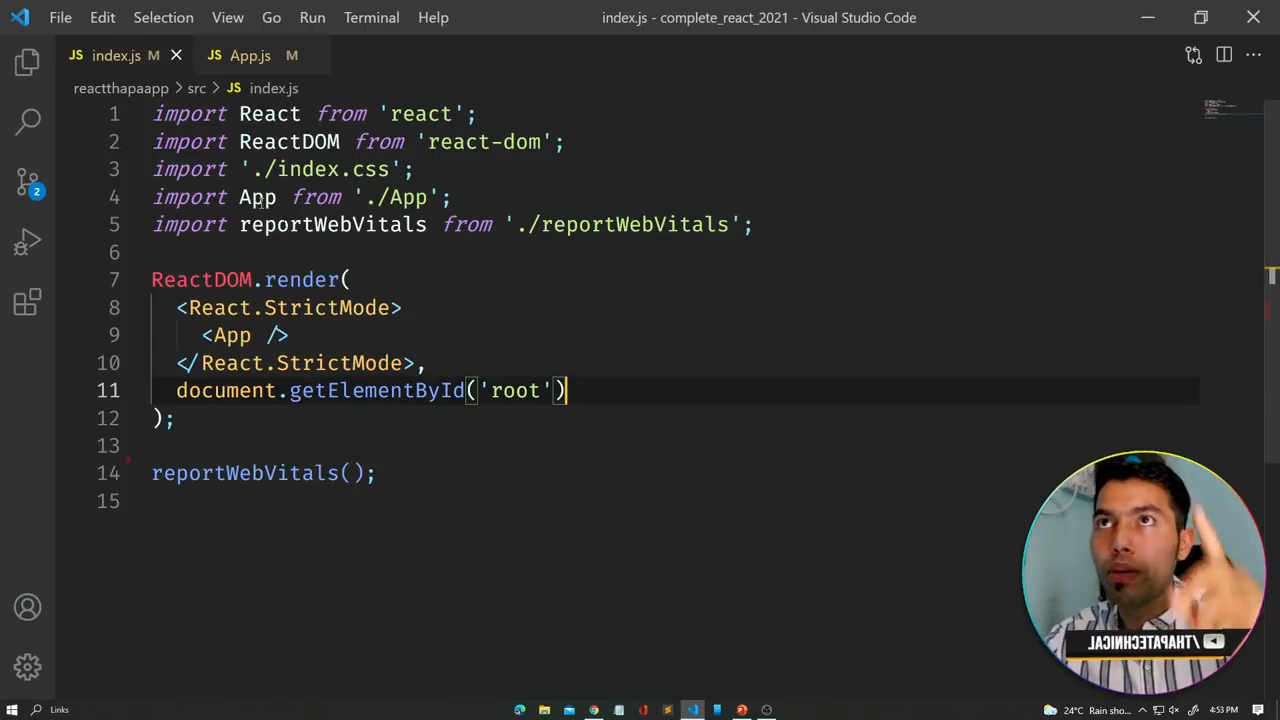 File Edit Selection View Go Run Terminal Help index.js - complete_react_2021 - Visual Studio Code
JS index.js M JS App.js M
reactthapaapp > src > JS index.js
1 import React from 'react';
2 import ReactDOM from 'react-dom';
3 import './index.css';
4 import App from './App';
5 import reportWebVitals from './reportWebVitals';
6
7 ReactDOM.render(
8 <React.StrictMode>
9 <App />
10 </React.StrictMode>,
11 document.getElementById('root')
12 );
13
14 reportWebVitals();
15
2
/THAPATECHNICAL
Links 24°C Rain sho... 4:53 PM